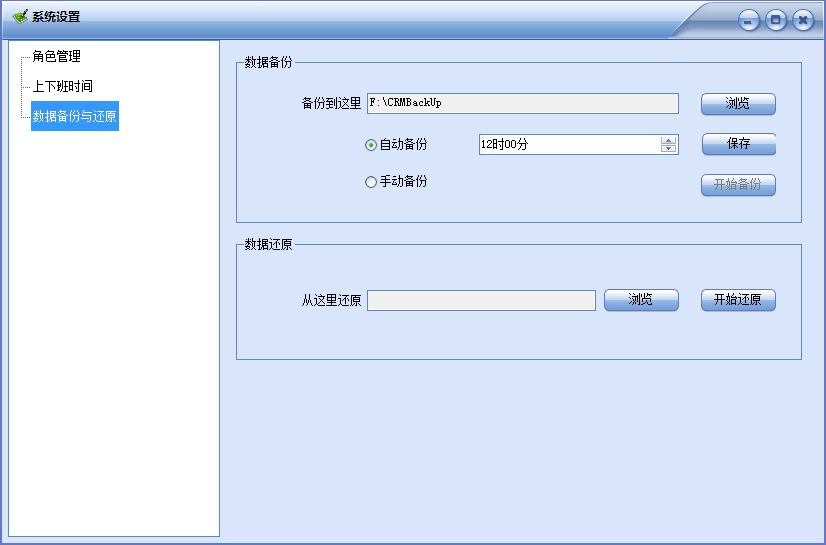 系统设置
角色管理
上下班时间
数据备份与还原
数据备份
备份到这里 F:\CRMBackUp 浏览
自动备份 12时00分 保存
手动备份 开始备份
数据还原
从这里还原 浏览 开始还原